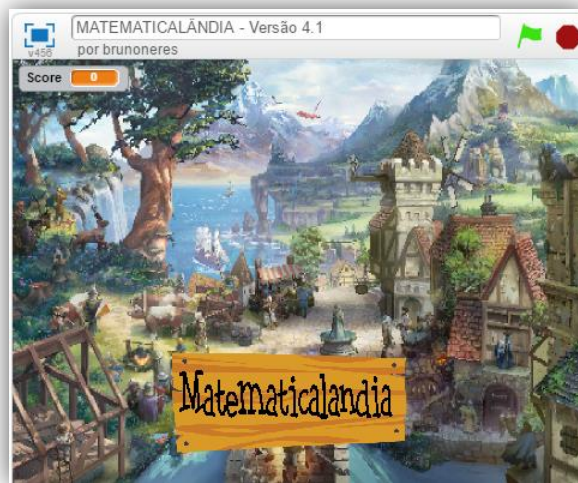 MATEMATICALÂNDIA - Versão 4.1
v456
por brunoneres
Score 0
Matematicalandia